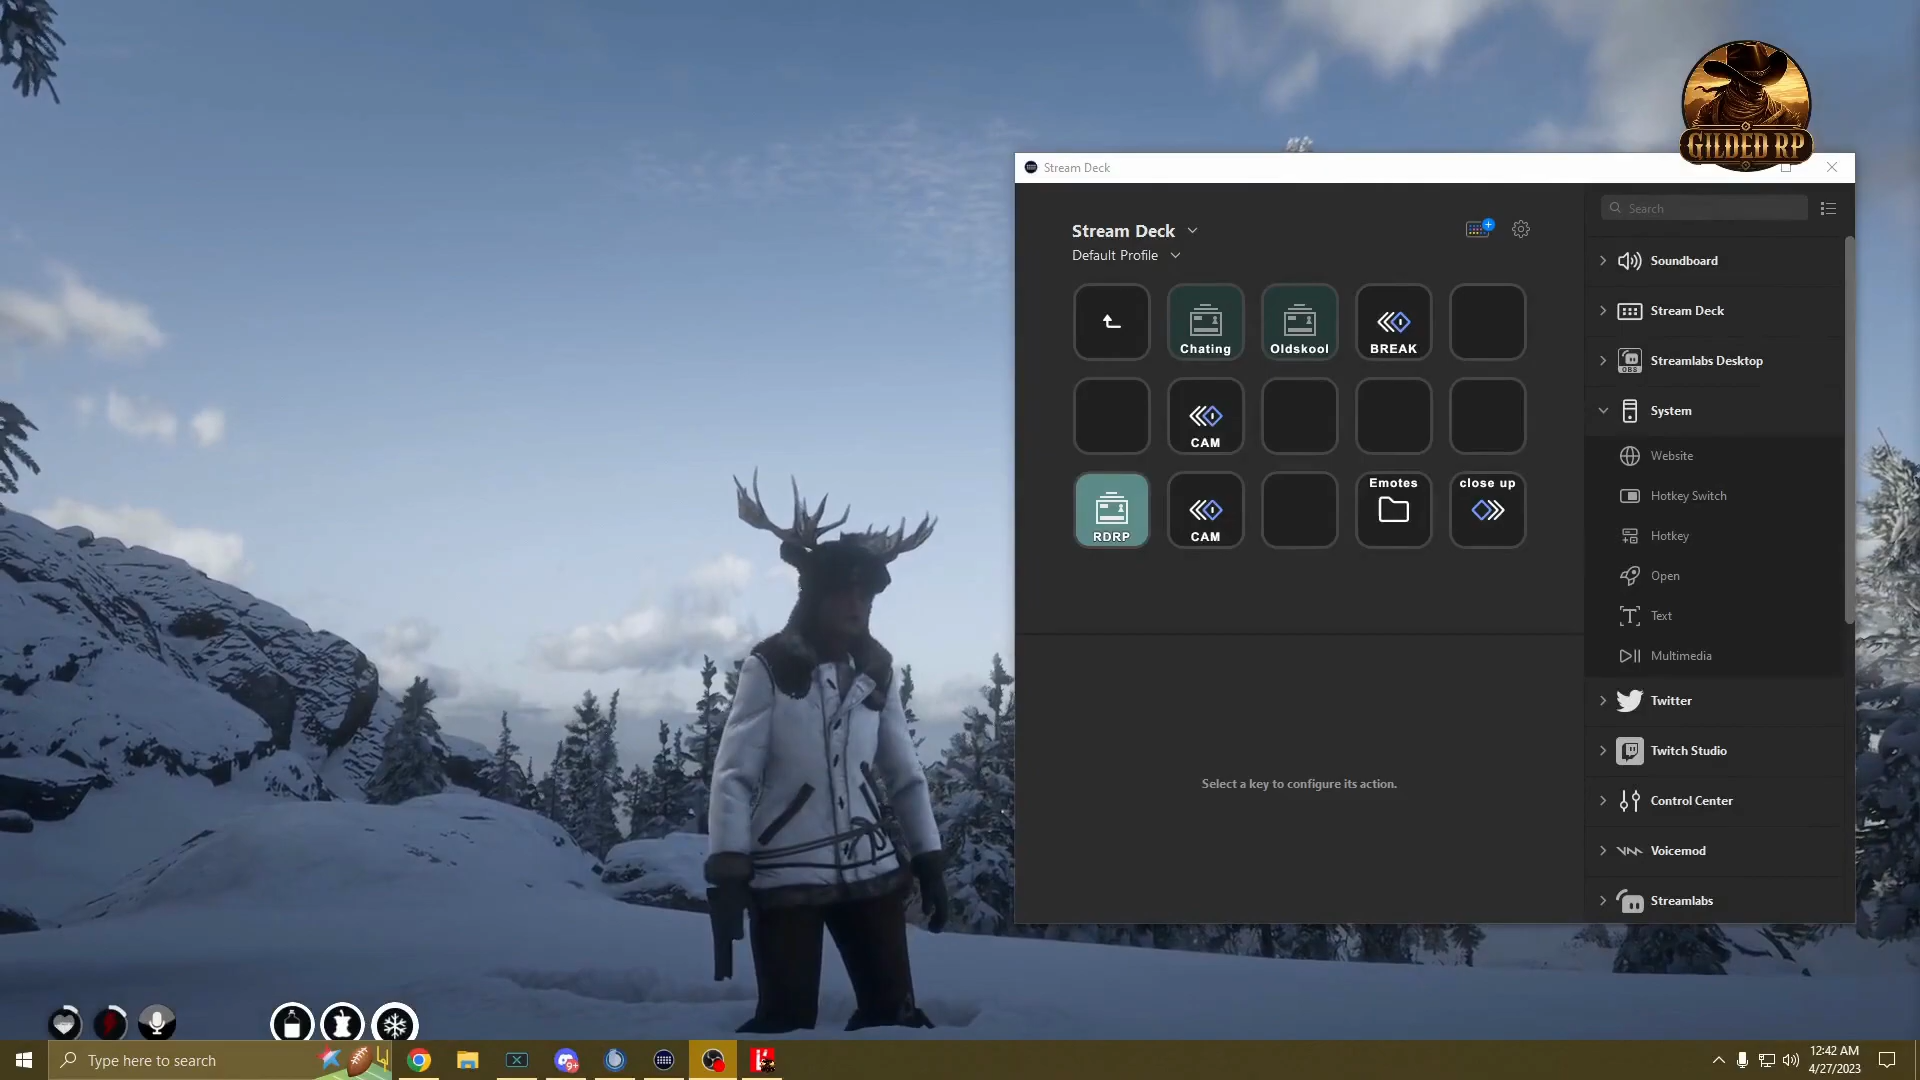 GILDED RP
Stream Deck
Search
Stream Deck
Default Profile
Soundboard
Chating
Oldskool
BREAK
Stream Deck
Streamlabs Desktop
OBS
System
CAM
Website
Emotes
close up
Hotkey Switch
RDRP
CAM
Hotkey
Open
Text
Multimedia
Twitter
Twitch Studio
Select a key to configure its action.
Control Center
Voicemod
Streamlabs
Type here to search
9+
12:42 AM
4/27/2023